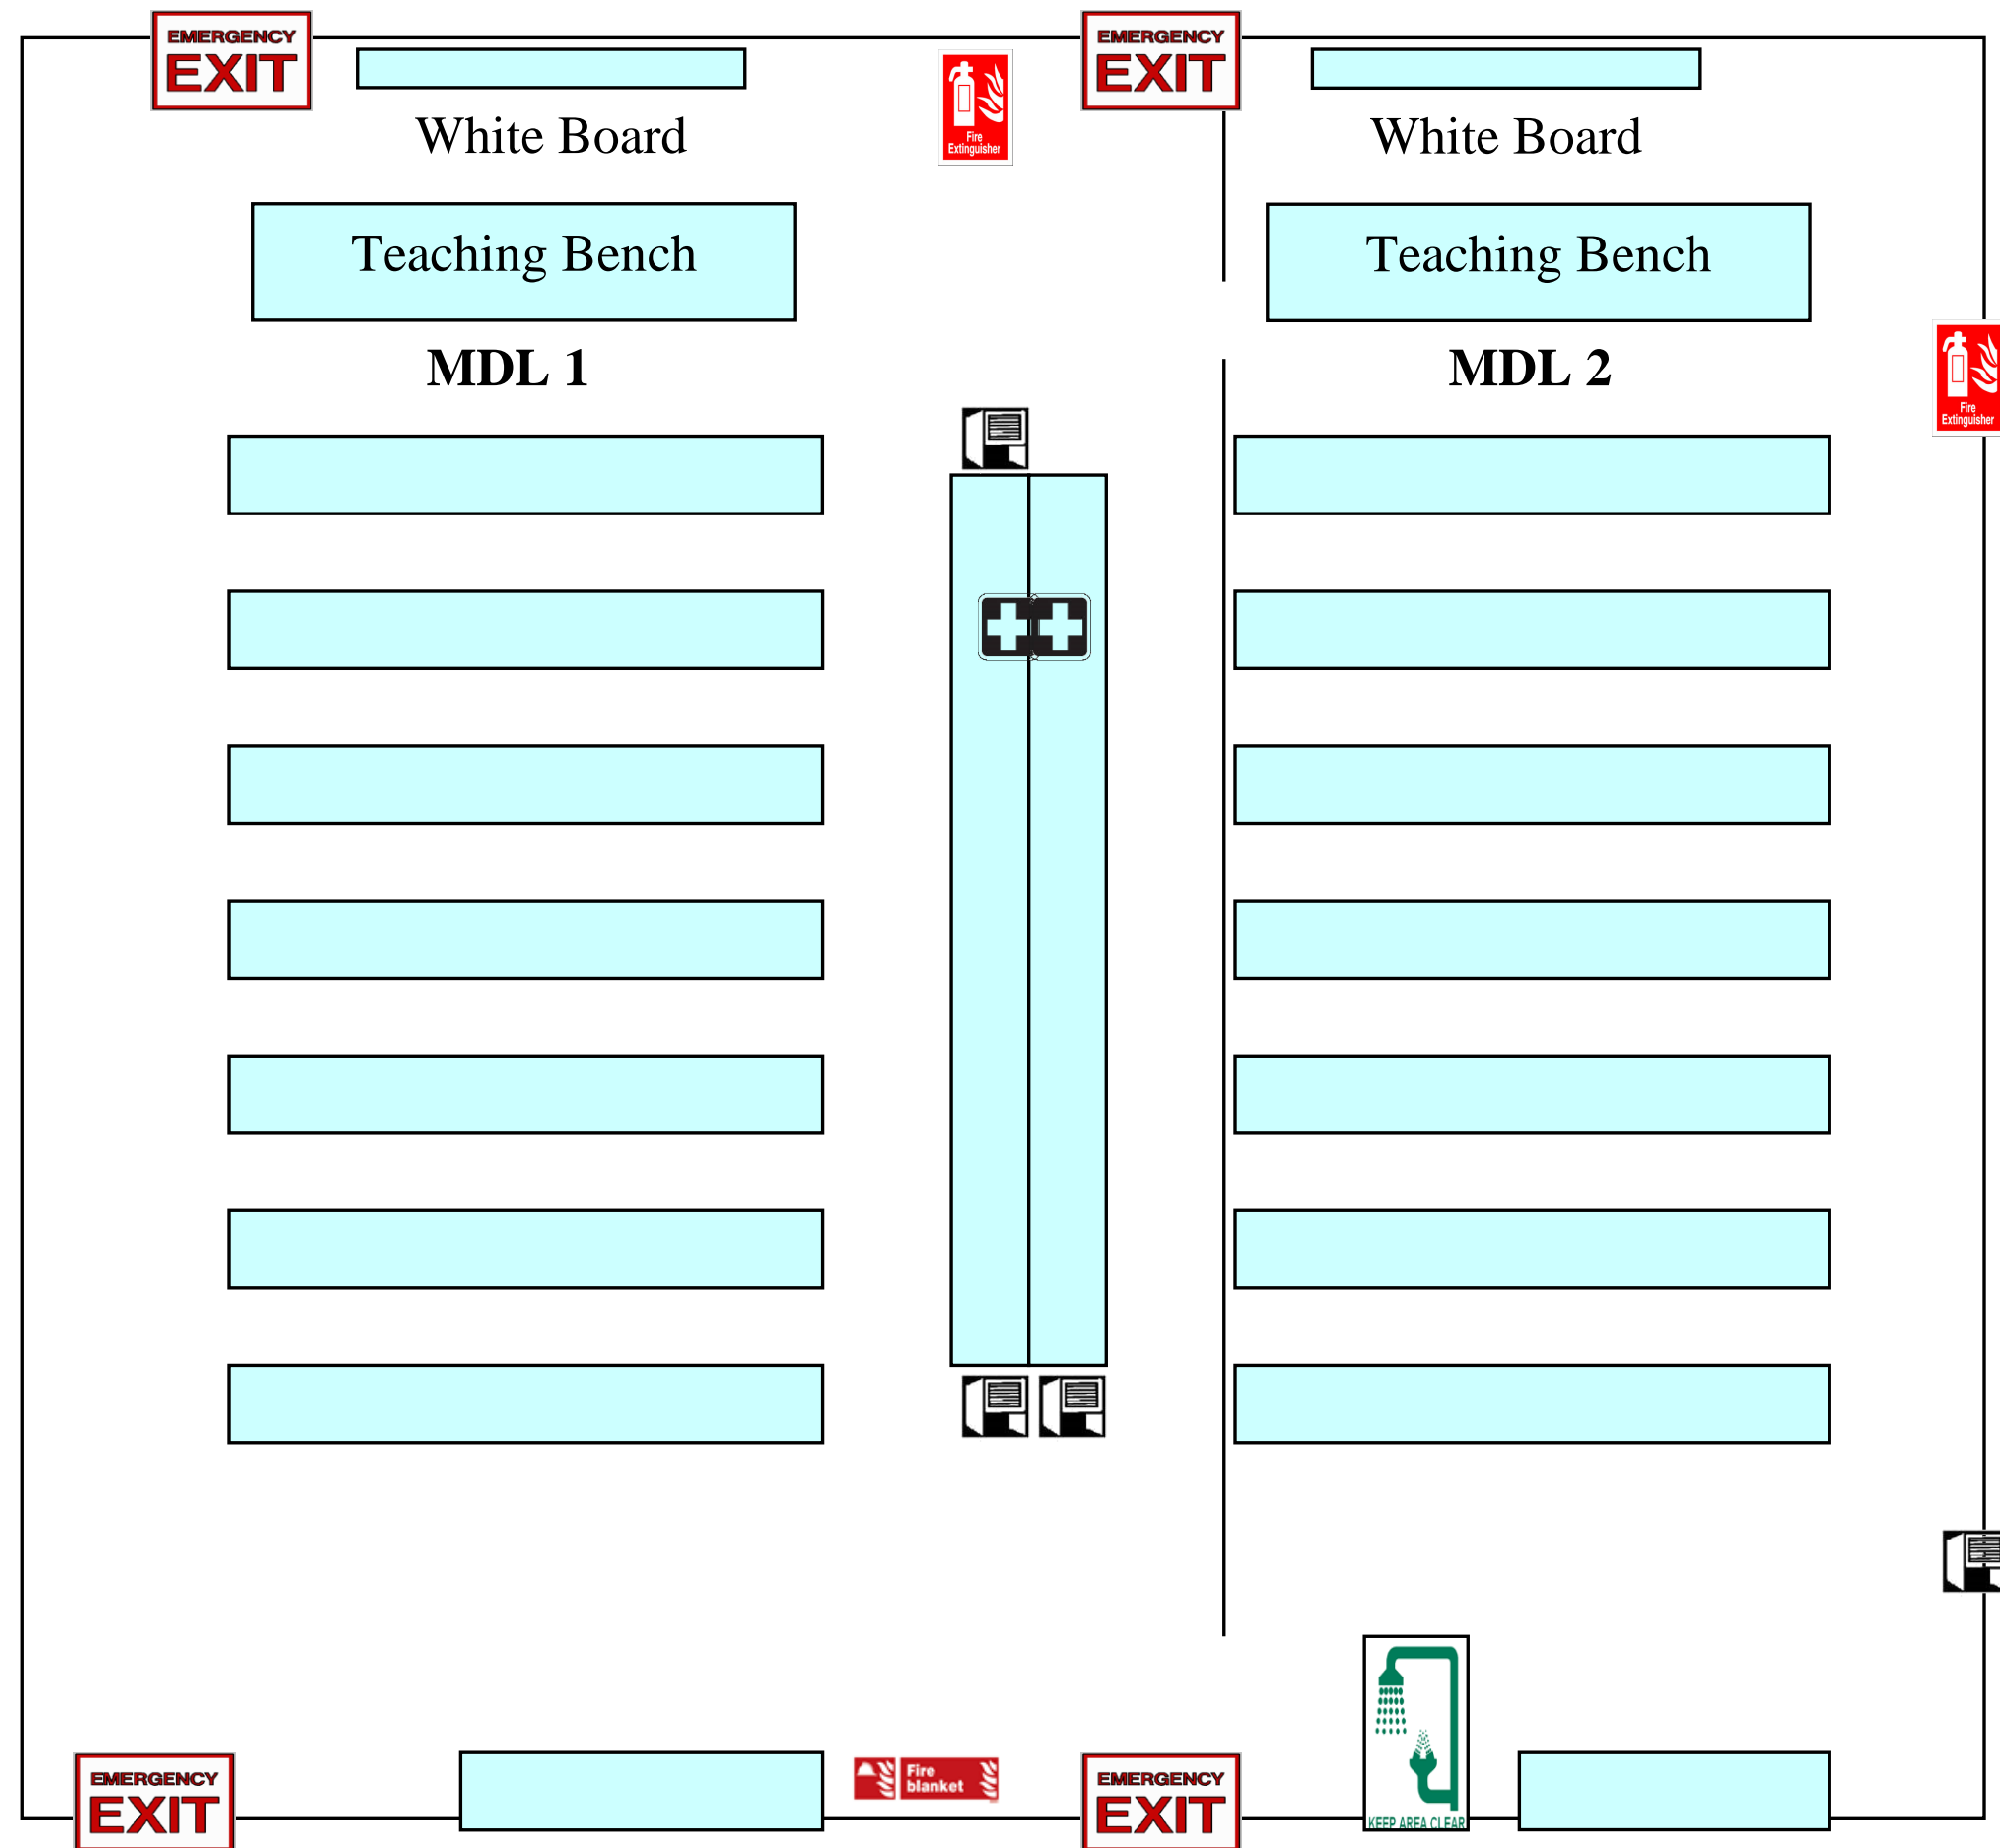 EMERGENCY
EXIT
EMERGENCY
EXIT
White Board
Fire
Extinguisher
White Board
Teaching Bench
Teaching Bench
MDL 1
MDL 2
Fire
Extinguisher
Fire
blanket
EMERGENCY
EXIT
EMERGENCY
EXIT
KEEP AREA CLEAR